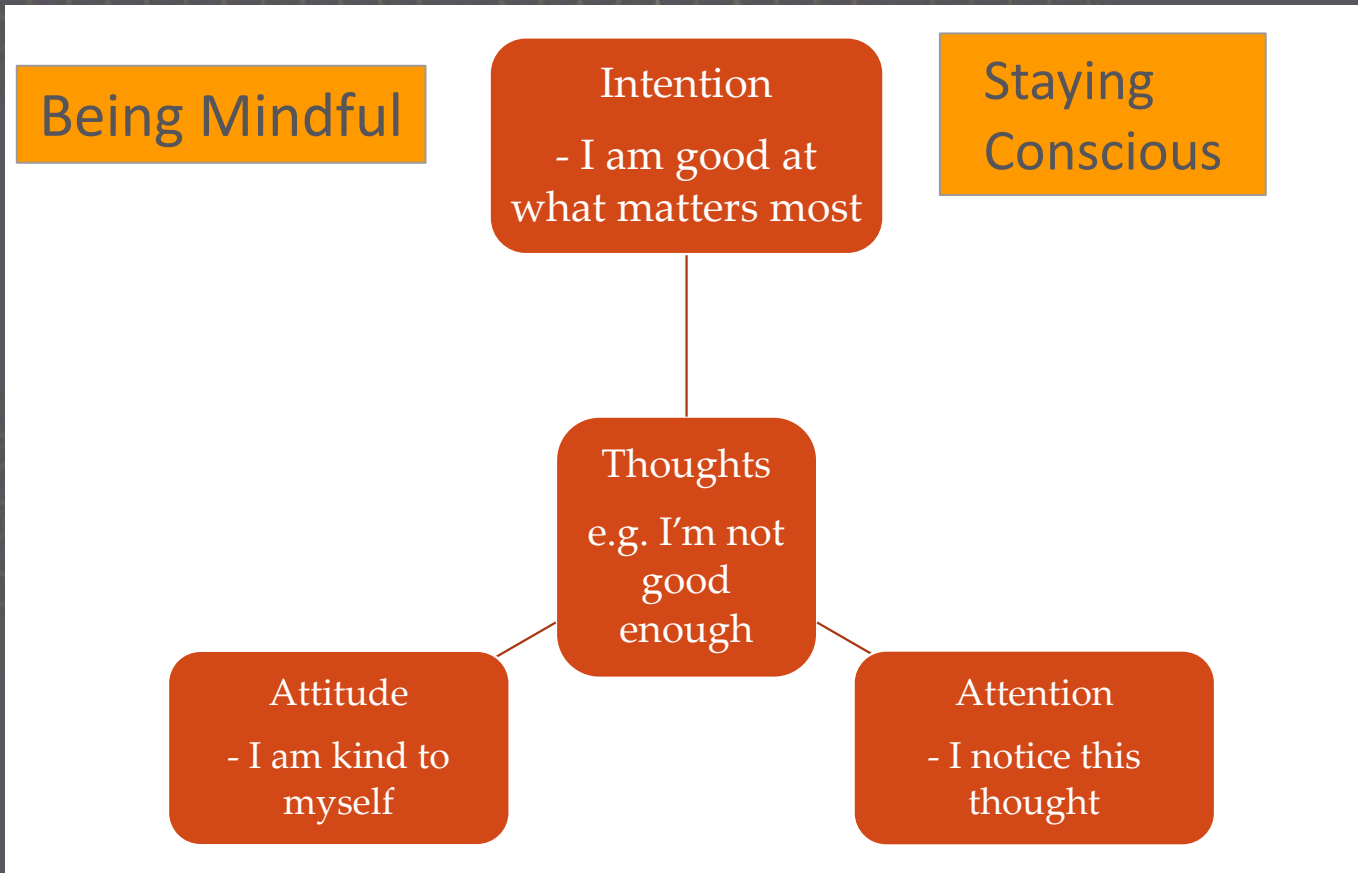 Being Mindful
Intention
- I am good at
what matters most
Staying
Conscious
Thoughts
e.g. I’m not
good
enough
Attitude
- I am kind to
myself
Attention
- I notice this
thought